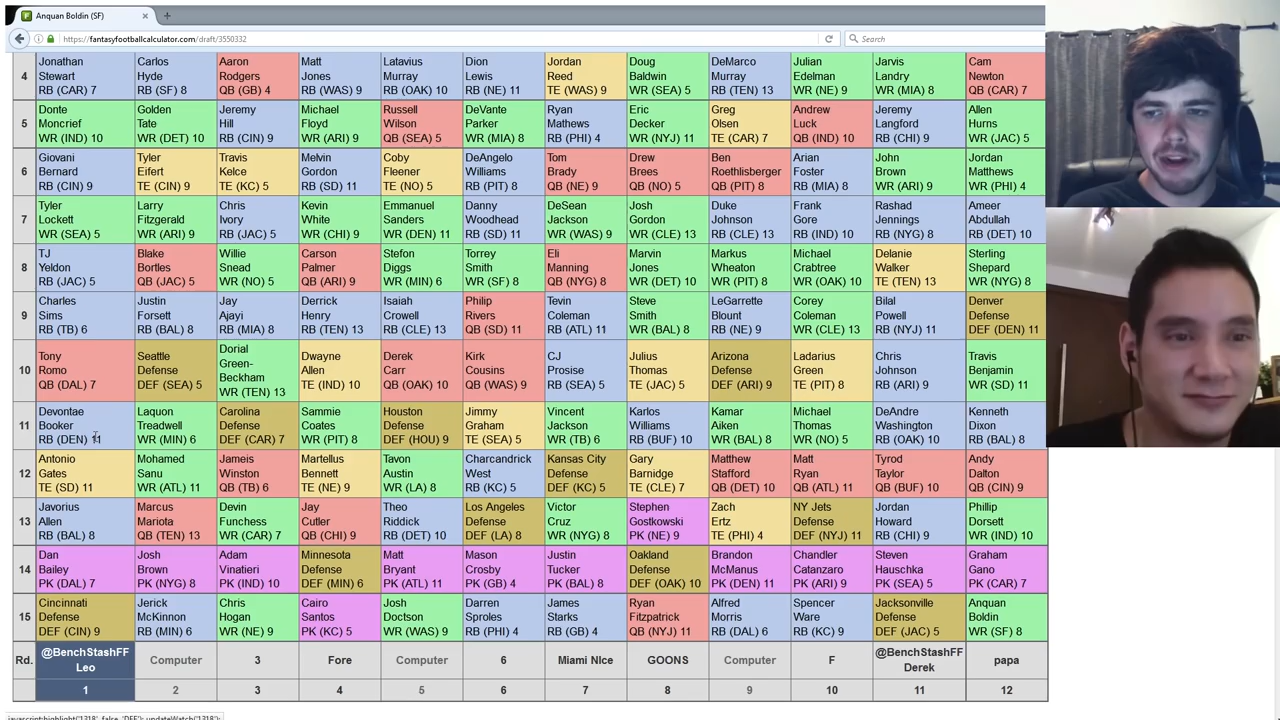 Anquan Boldin (SF)
https://fantasyfootballcalculator.com/draft/3550332
Search
4
Jonathan Stewart RB (CAR) 7
Carlos Hyde RB (SF) 8
Aaron Rodgers QB (GB) 4
Matt Jones RB (WAS) 9
Latavius Murray RB (OAK) 10
Dion Lewis RB (NE) 11
Jordan Reed TE (WAS) 9
Doug Baldwin WR (SEA) 5
DeMarco Murray RB (TEN) 13
Julian Edelman WR (NE) 9
Jarvis Landry WR (MIA) 8
Cam Newton QB (CAR) 7
5
Donte Moncrief WR (IND) 10
Golden Tate WR (DET) 10
Jeremy Hill RB (CIN) 9
Michael Floyd WR (ARI) 9
Russell Wilson QB (SEA) 5
DeVante Parker WR (MIA) 8
Ryan Mathews RB (PHI) 4
Eric Decker WR (NYJ) 11
Greg Olsen TE (CAR) 7
Andrew Luck QB (IND) 10
Jeremy Langford RB (CHI) 9
Allen Hurns WR (JAC) 5
6
Giovani Bernard RB (CIN) 9
Tyler Eifert TE (CIN) 9
Travis Kelce TE (KC) 5
Melvin Gordon RB (SD) 11
Coby Fleener TE (NO) 5
DeAngelo Williams RB (PIT) 8
Tom Brady QB (NE) 9
Drew Brees QB (NO) 5
Ben Roethlisberger QB (PIT) 8
Arian Foster RB (MIA) 8
John Brown WR (ARI) 9
Jordan Matthews WR (PHI) 4
7
Tyler Lockett WR (SEA) 5
Larry Fitzgerald WR (ARI) 9
Chris Ivory RB (JAC) 5
Kevin White WR (CHI) 9
Emmanuel Sanders WR (DEN) 11
Danny Woodhead RB (SD) 11
DeSean Jackson WR (WAS) 9
Josh Gordon WR (CLE) 13
Duke Johnson RB (CLE) 13
Frank Gore RB (IND) 10
Rashad Jennings RB (NYG) 8
Ameer Abdullah RB (DET) 10
8
TJ Yeldon RB (JAC) 5
Blake Bortles QB (JAC) 5
Willie Snead WR (NO) 5
Carson Palmer QB (ARI) 9
Stefon Diggs WR (MIN) 6
Torrey Smith WR (SF) 8
Eli Manning QB (NYG) 8
Marvin Jones WR (DET) 10
Markus Wheaton WR (PIT) 8
Michael Crabtree WR (OAK) 10
Delanie Walker TE (TEN) 13
Sterling Shepard WR (NYG) 8
9
Charles Sims RB (TB) 6
Justin Forsett RB (BAL) 8
Jay Ajayi RB (MIA) 8
Derrick Henry RB (TEN) 13
Isaiah Crowell RB (CLE) 13
Philip Rivers QB (SD) 11
Tevin Coleman RB (ATL) 11
Steve Smith WR (BAL) 8
LeGarrette Blount RB (NE) 9
Corey Coleman WR (CLE) 13
Bilal Powell RB (NYJ) 11
Denver Defense DEF (DEN) 11
10
Tony Romo QB (DAL) 7
Seattle Defense DEF (SEA) 5
Dorial Green-Beckham WR (TEN) 13
Dwayne Allen TE (IND) 10
Derek Carr QB (OAK) 10
Kirk Cousins QB (WAS) 9
CJ Prosise RB (SEA) 5
Julius Thomas TE (JAC) 5
Arizona Defense DEF (ARI) 9
Ladarius Green TE (PIT) 8
Chris Johnson RB (ARI) 9
Travis Benjamin WR (SD) 11
11
Devontae Booker RB (DEN) 11
Laquon Treadwell WR (MIN) 6
Carolina Defense DEF (CAR) 7
Sammie Coates WR (PIT) 8
Houston Defense DEF (HOU) 9
Jimmy Graham TE (SEA) 5
Vincent Jackson WR (TB) 6
Karlos Williams RB (BUF) 10
Kamar Aiken WR (BAL) 8
Michael Thomas WR (NO) 5
DeAndre Washington RB (OAK) 10
Kenneth Dixon RB (BAL) 8
12
Antonio Gates TE (SD) 11
Mohamed Sanu WR (ATL) 11
Jameis Winston QB (TB) 6
Martellus Bennett TE (NE) 9
Tavon Austin WR (LA) 8
Charcandrick West RB (KC) 5
Kansas City Defense DEF (KC) 5
Gary Barnidge TE (CLE) 7
Matthew Stafford QB (DET) 10
Matt Ryan QB (ATL) 11
Tyrod Taylor QB (BUF) 10
Andy Dalton QB (CIN) 9
13
Javorius Allen RB (BAL) 8
Marcus Mariota QB (TEN) 13
Devin Funchess WR (CAR) 7
Jay Cutler QB (CHI) 9
Theo Riddick RB (DET) 10
Los Angeles Defense DEF (LA) 8
Victor Cruz WR (NYG) 8
Stephen Gostkowski PK (NE) 9
Zach Ertz TE (PHI) 4
NY Jets Defense DEF (NYJ) 11
Jordan Howard RB (CHI) 9
Phillip Dorsett WR (IND) 10
14
Dan Bailey PK (DAL) 7
Josh Brown PK (NYG) 8
Adam Vinatieri PK (IND) 10
Minnesota Defense DEF (MIN) 6
Matt Bryant PK (ATL) 11
Mason Crosby PK (GB) 4
Justin Tucker PK (BAL) 8
Oakland Defense DEF (OAK) 10
Brandon McManus PK (DEN) 11
Chandler Catanzaro PK (ARI) 9
Steven Hauschka PK (SEA) 5
Graham Gano PK (CAR) 7
15
Cincinnati Defense DEF (CIN) 9
Jerick McKinnon RB (MIN) 6
Chris Hogan WR (NE) 9
Cairo Santos PK (KC) 5
Josh Doctson WR (WAS) 9
Darren Sproles RB (PHI) 4
James Starks RB (GB) 4
Ryan Fitzpatrick QB (NYJ) 11
Alfred Morris RB (DAL) 6
Spencer Ware RB (KC) 9
Jacksonville Defense DEF (JAC) 5
Anquan Boldin WR (SF) 8
Rd.
@BenchStashFF Leo
Computer
3
Fore
Computer
6
Miami NIce
GOONS
Computer
F
@BenchStashFF Derek
papa
1 2 3 4 5 6 7 8 9 10 11 12